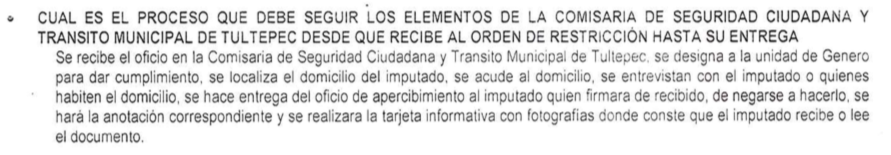 • CUAL ES EL PROCESO QUE DEBE SEGUIR LOS ELEMENTOS DE LA COMISARIA DE SEGURIDAD CIUDADANA Y
TRANSITO MUNICIPAL DE TULTEPEC DESDE QUE RECIBE AL ORDEN DE RESTRICCIÓN HASTA SU ENTREGA
Se recibe el oficio en la Comisaria de Seguridad Ciudadana y Transito Municipal de Tultepec, se designa a la unidad de Genero
para dar cumplimiento, se localiza el domicilio del imputado, se acude al domicilio, se entrevistan con el imputado o quienes
habiten el domicilio, se hace entrega del oficio de apercibimiento al imputado quien firmara de recibido, de negarse a hacerlo, se
hará la anotación correspondiente y se realizara la tarjeta informativa con fotografías donde conste que el imputado recibe o lee
el documento.